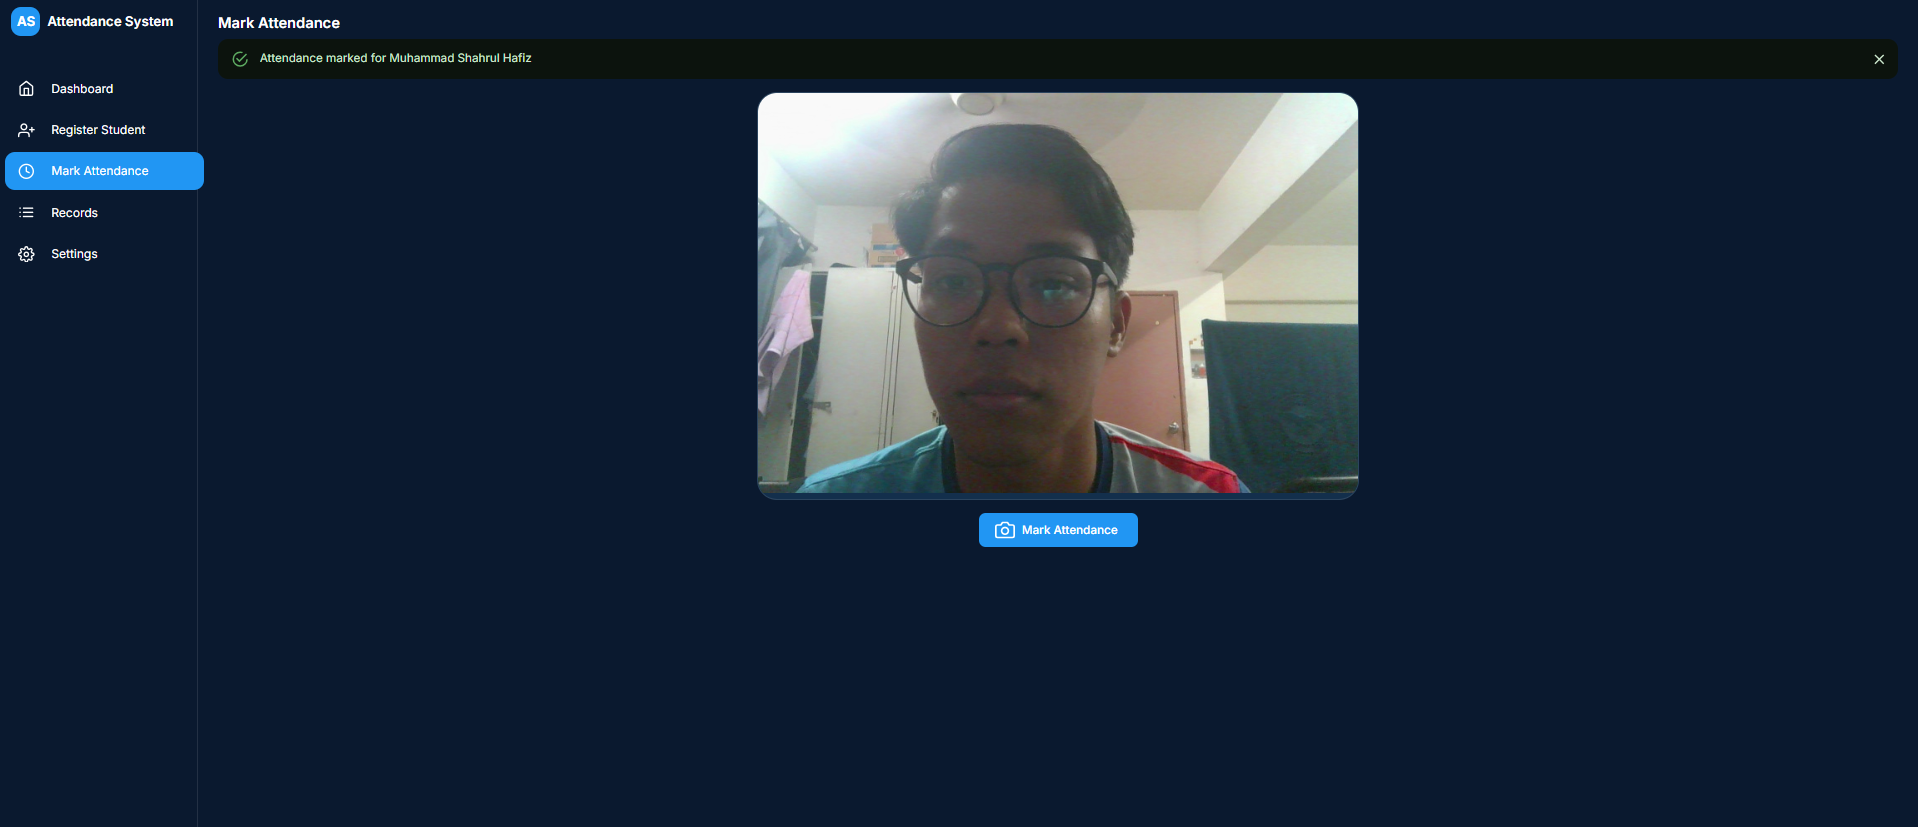 AS Attendance System
Dashboard
Register Student
Mark Attendance
Records
Settings
Mark Attendance
Attendance marked for Muhammad Shahrul Hafiz
Mark Attendance